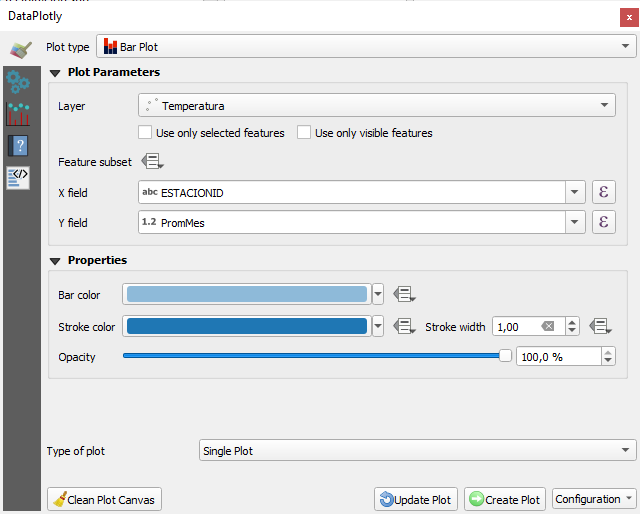 DataPlotly
x
Plot type Bar Plot
Plot Parameters
Layer Temperatura
Use only selected features Use only visible features
Feature subset
X field abc ESTACIONID ε
Y field 1.2 PromMes ε
Properties
Bar color
Stroke color Stroke width 1,00
Opacity 100,0 %
Type of plot Single Plot
Clean Plot Canvas Update Plot Create Plot Configuration